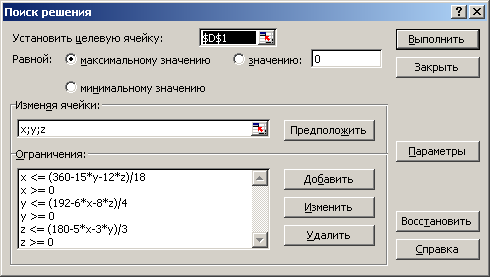 Поиск решения
Установить целевую ячейку: $D$1
Равной: максимальному значению значению: 0
минимальному значению
Изменяя ячейки:
x;y;z
Предположить
Ограничения:
x <= (360-15*y-12*z)/18
x >= 0
y <= (192-6*x-8*z)/4
y >= 0
z <= (180-5*x-3*y)/3
z >= 0
Добавить
Изменить
Удалить
Выполнить
Закрыть
Параметры
Восстановить
Справка